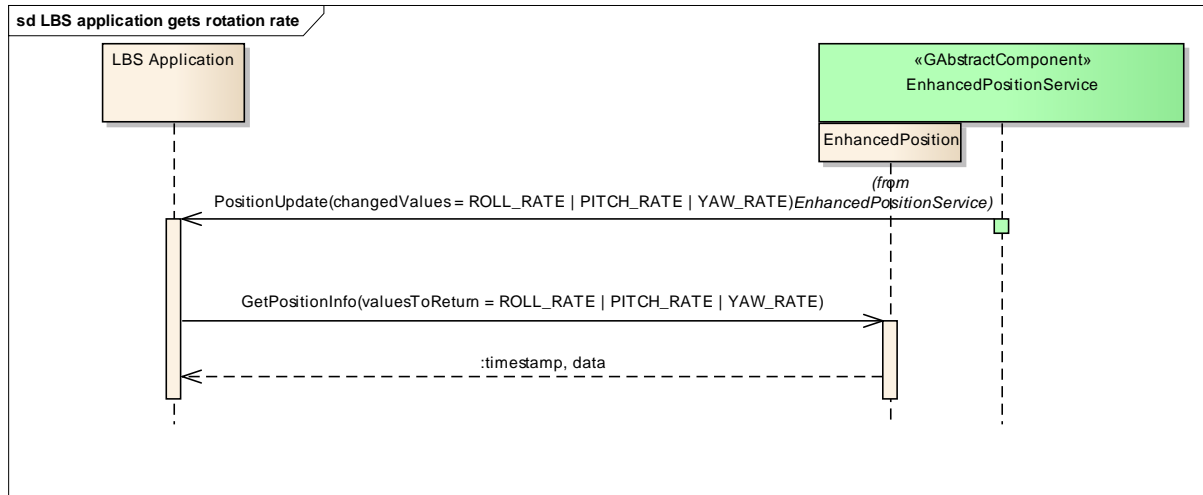 sd LBS application gets rotation rate
LBS Application
«GAbstractComponent»
EnhancedPositionService
EnhancedPosition
(from
EnhancedPositionService)
PositionUpdate(changedValues = ROLL_RATE | PITCH_RATE | YAW_RATE)
GetPositionInfo(valuesToReturn = ROLL_RATE | PITCH_RATE | YAW_RATE)
:timestamp, data